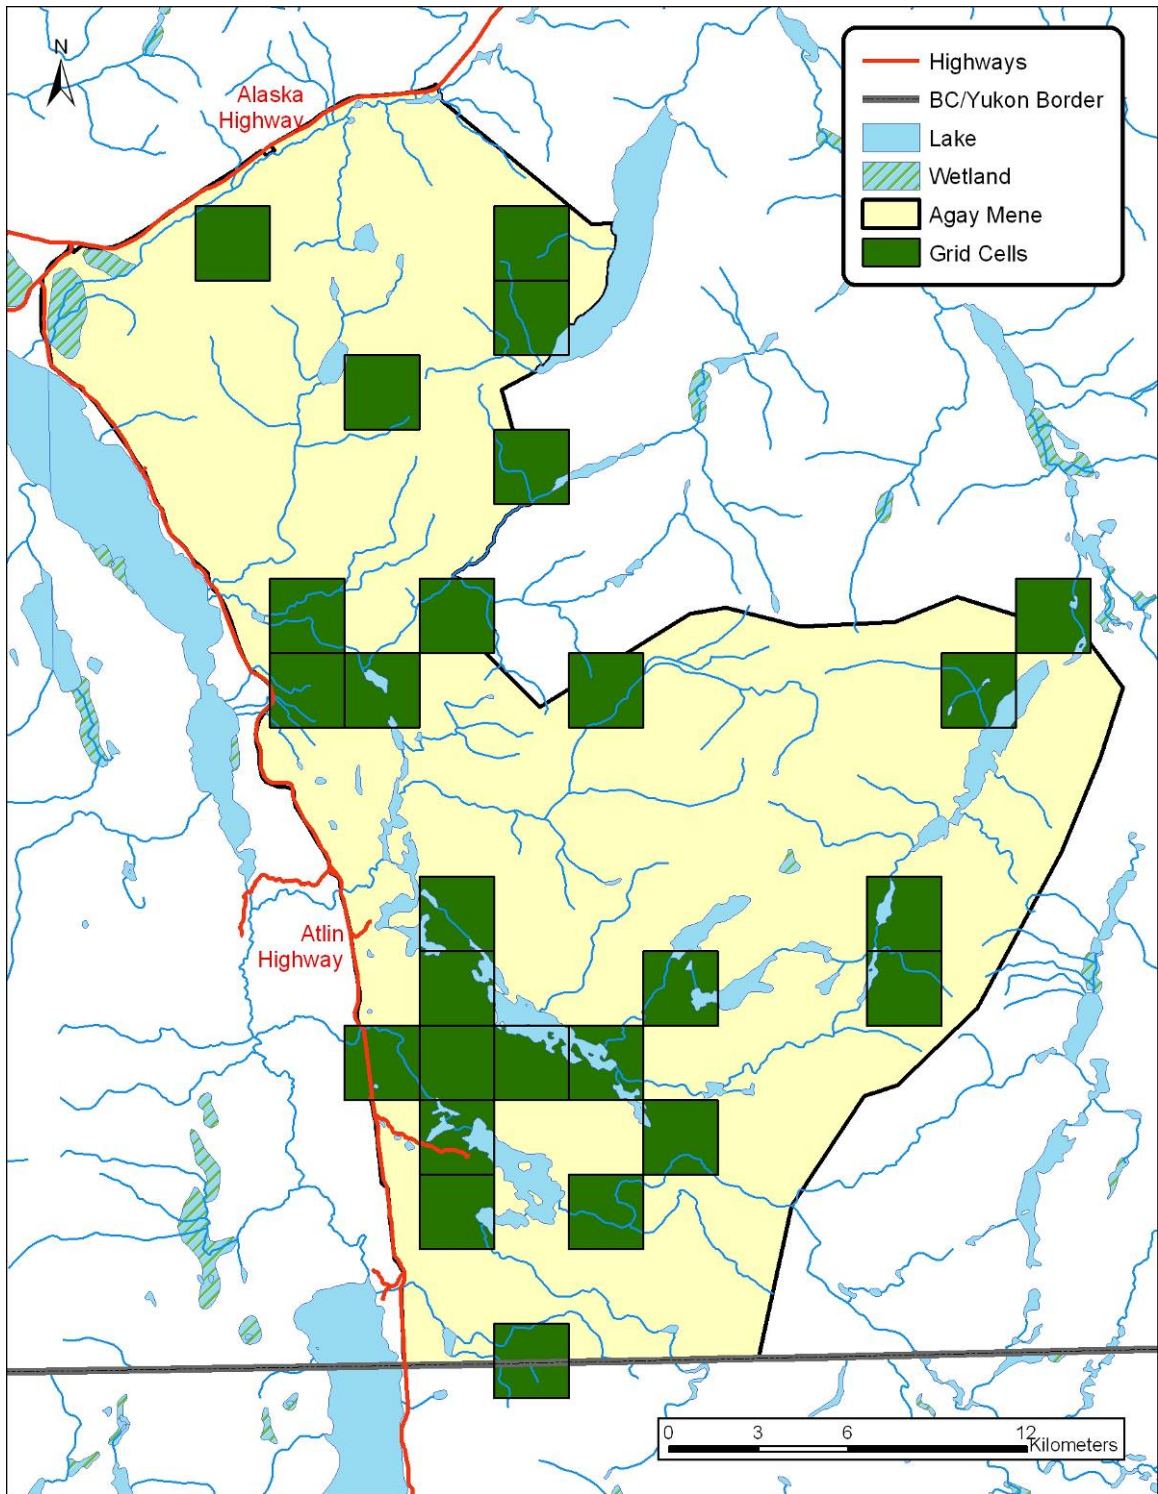 N
Alaska
Highway
Highways
BC/Yukon Border
Lake
Wetland
Agay Mene
Grid Cells
Atlin
Highway
0 3 6 12
Kilometers